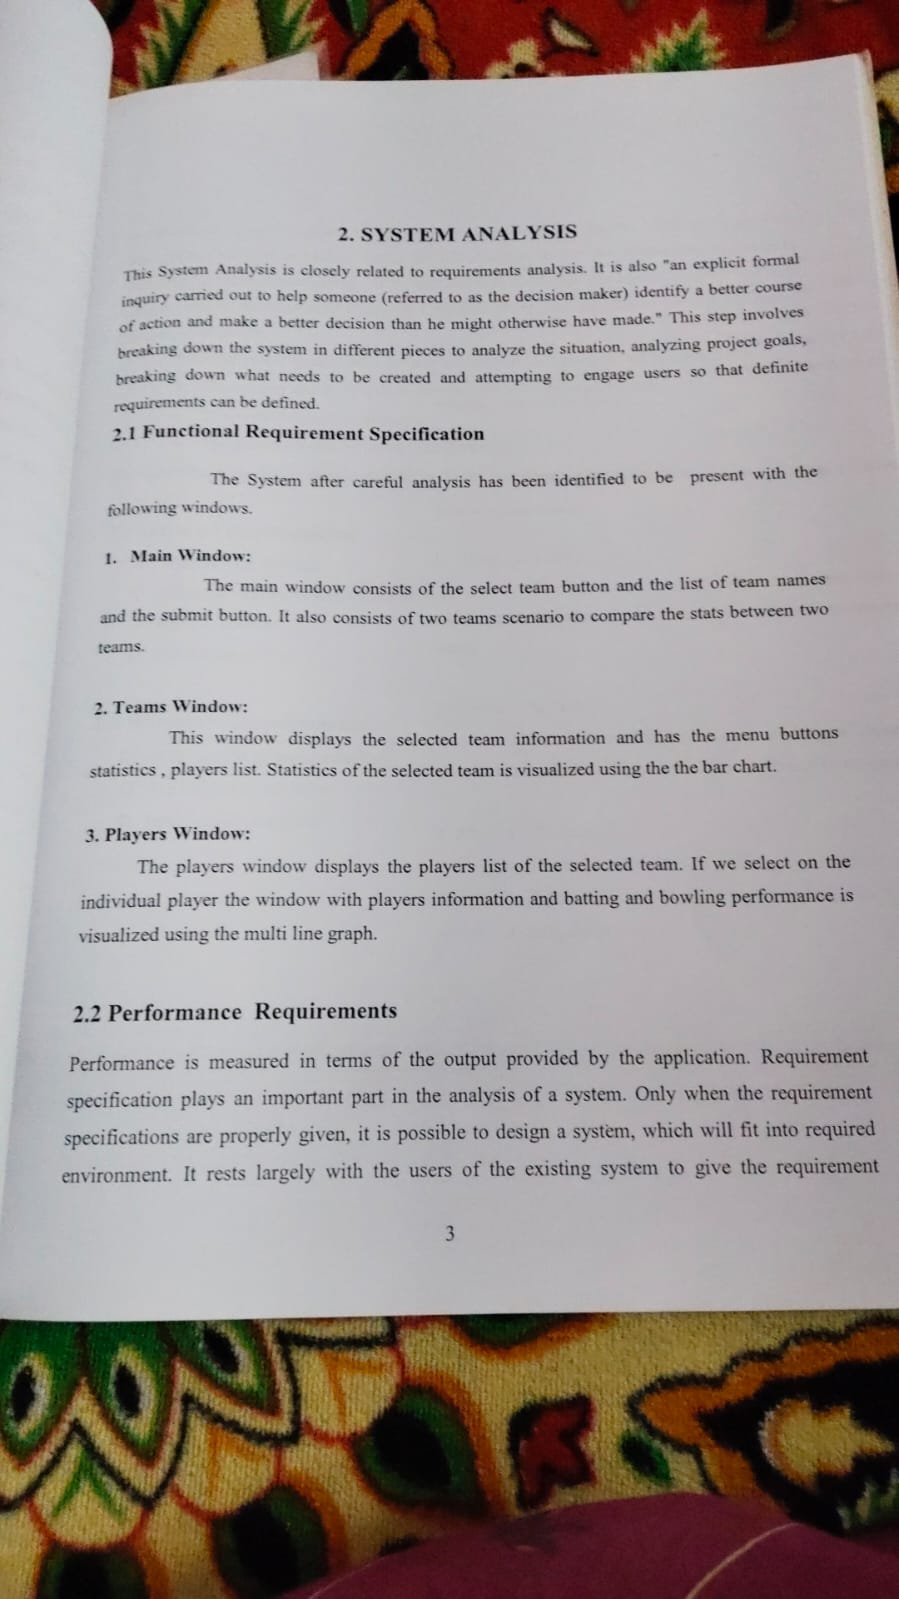 2. SYSTEM ANALYSIS
This System Analysis is closely related to requirements analysis. It is also "an explicit formal
inquiry carried out to help someone (referred to as the decision maker) identify a better course
of action and make a better decision than he might otherwise have made." This step involves
breaking down the system in different pieces to analyze the situation, analyzing project goals,
breaking down what needs to be created and attempting to engage users so that definite
requirements can be defined.
2.1 Functional Requirement Specification
The System after careful analysis has been identified to be present with the
following windows.
1. Main Window:
The main window consists of the select team button and the list of team names
and the submit button. It also consists of two teams scenario to compare the stats between two
teams.
2. Teams Window:
This window displays the selected team information and has the menu buttons
statistics , players list. Statistics of the selected team is visualized using the the bar chart.
3. Players Window:
The players window displays the players list of the selected team. If we select on the
individual player the window with players information and batting and bowling performance is
visualized using the multi line graph.
2.2 Performance Requirements
Performance is measured in terms of the output provided by the application. Requirement
specification plays an important part in the analysis of a system. Only when the requirement
specifications are properly given, it is possible to design a system, which will fit into required
environment. It rests largely with the users of the existing system to give the requirement
3